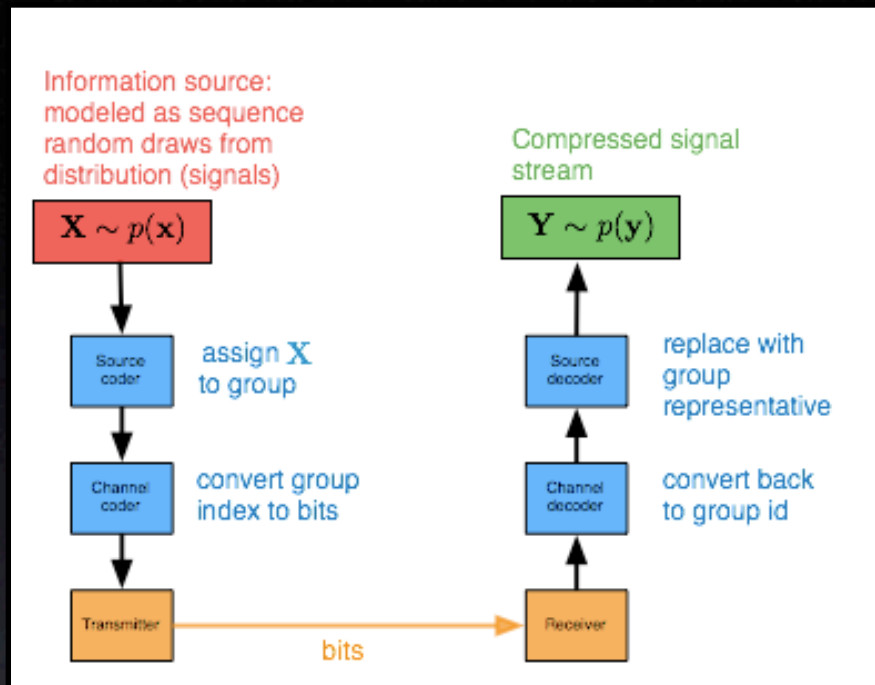 Information source:
modeled as sequence
random draws from
distribution (signals)
X ~ p(x)
Source
coder
assign X
to group
Channel
coder
convert group
index to bits
Transmitter
bits
Compressed signal
stream
Y ~ p(y)
Source
decoder
replace with
group
representative
Channel
decoder
convert back
to group id
Receiver